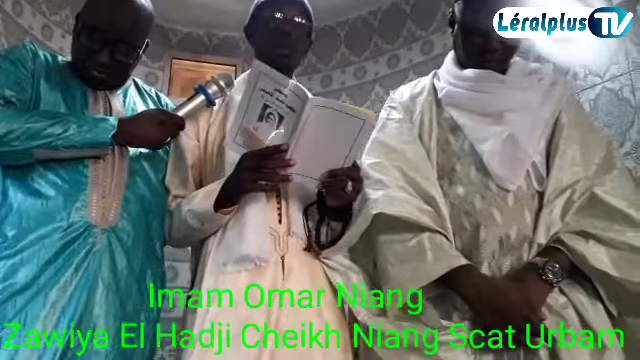 Léralplus TV
Imam Omar Niang
Zawiya El Hadji Cheikh Niang Scat Urbam